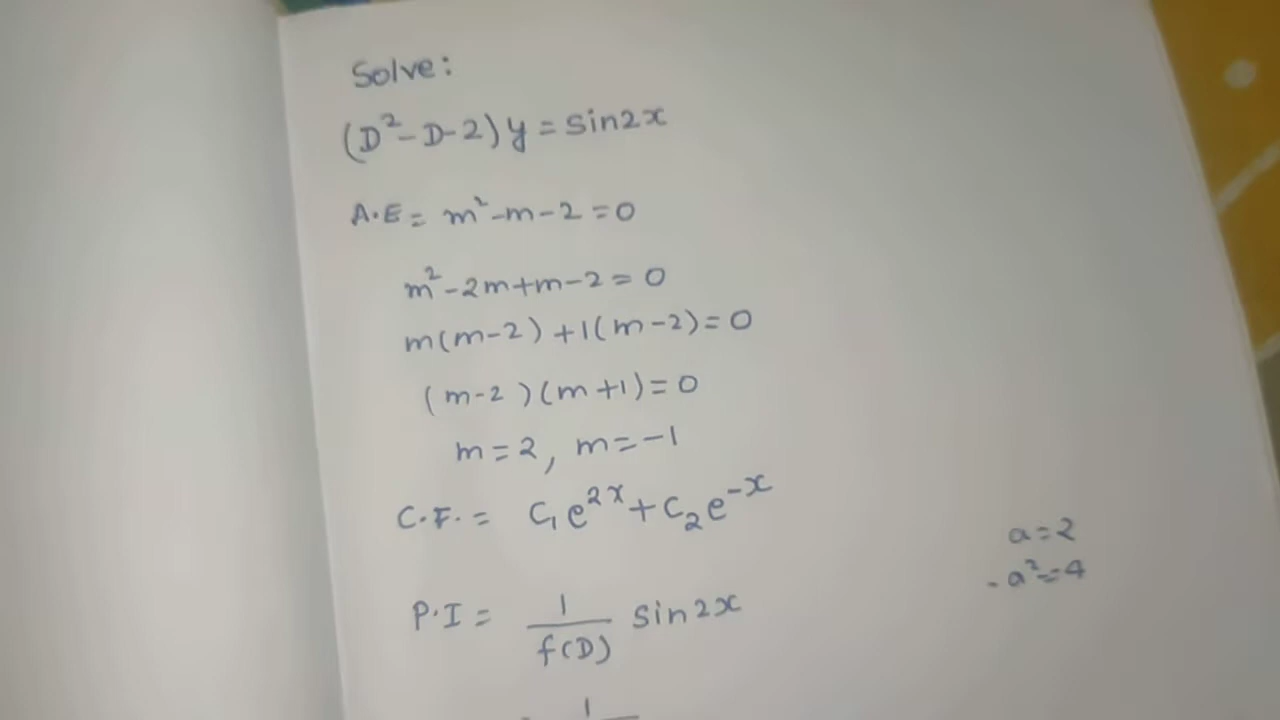 Solve:
(D²-D-2)y = sin2x
A.E = m²-m-2 = 0
m²-2m+m-2 = 0
m(m-2)+1(m-2) = 0
(m-2)(m+1) = 0
m = 2, m = -1
C.F. = C₁e²ˣ+C₂e⁻ˣ
a = 2
-a² = -4
P.I = 1/f(D) sin2x
1